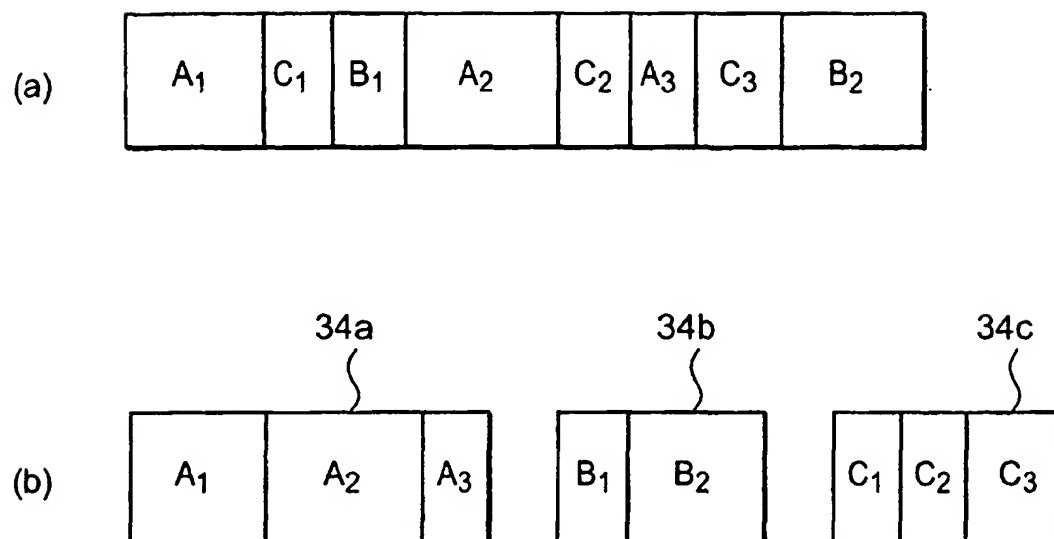 (a) A₁ C₁ B₁ A₂ C₂ A₃ C₃ B₂
34a 34b 34c
(b) A₁ A₂ A₃ B₁ B₂ C₁ C₂ C₃